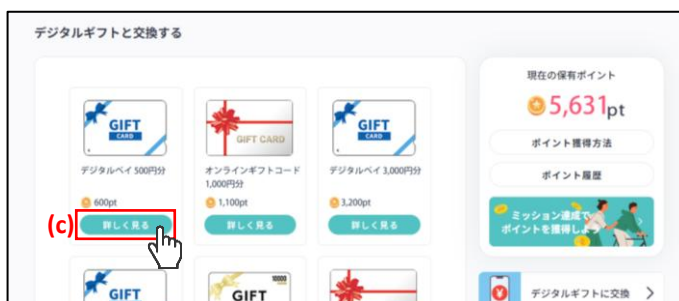 デジタルギフトと交換する
GIFT
CARD
デジタルペイ 500円分
600pt
(c)
詳しく見る
GIFT CARD
オンラインギフトコード
1,000円分
1,100pt
詳しく見る
GIFT
CARD
デジタルペイ 3,000円分
3,200pt
詳しく見る
GIFT
10000
GIFT
現在の保有ポイント
5,631pt
ポイント獲得方法
ポイント履歴
ミッション達成で
ポイントを獲得しよう
デジタルギフトに交換